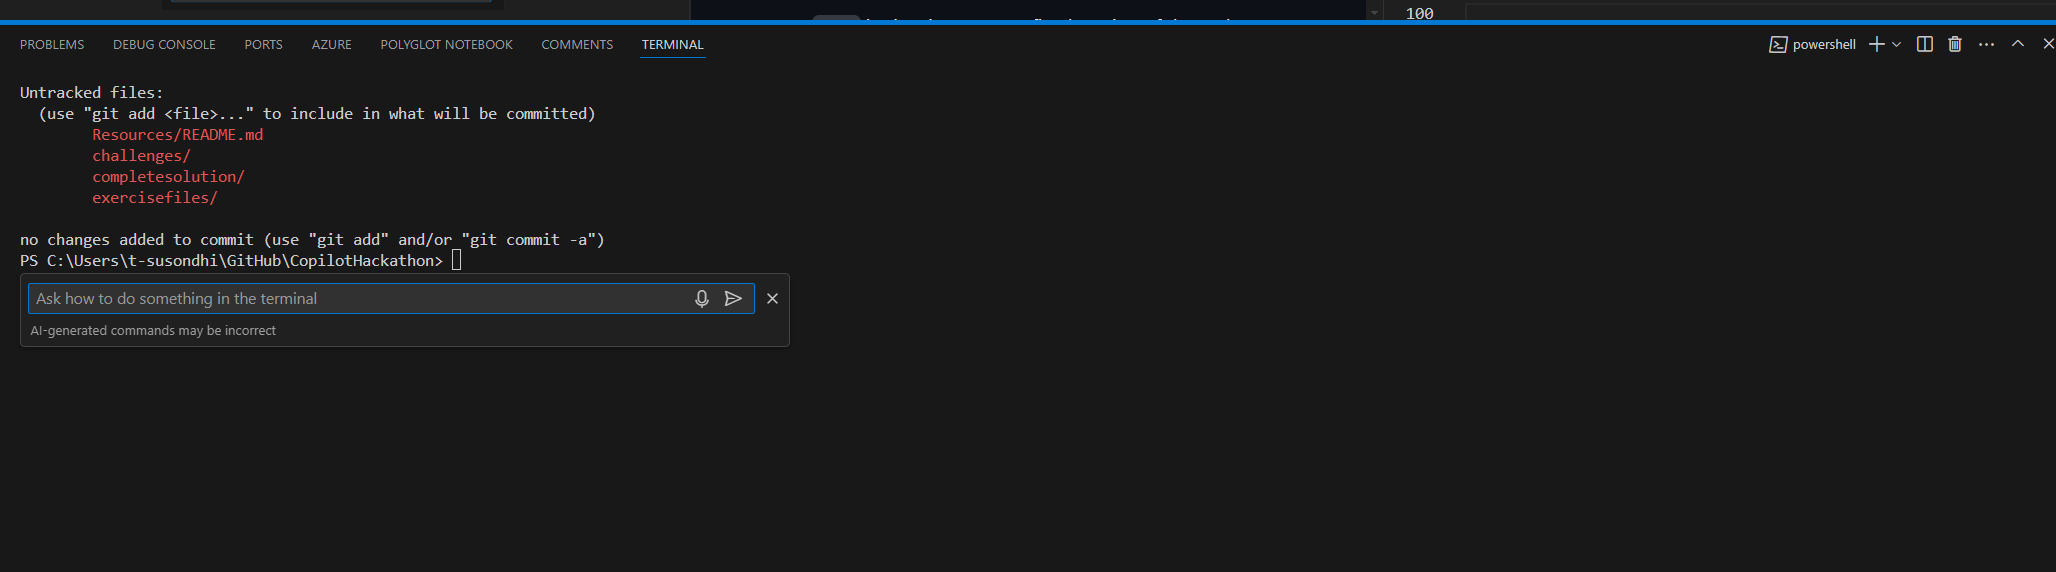 100
PROBLEMS DEBUG CONSOLE PORTS AZURE POLYGLOT NOTEBOOK COMMENTS TERMINAL powershell
Untracked files:
(use "git add <file>..." to include in what will be committed)
Resources/README.md
challenges/
completesolution/
exercisefiles/
no changes added to commit (use "git add" and/or "git commit -a")
PS C:\Users\t-susondhi\GitHub\CopilotHackathon>
Ask how to do something in the terminal
AI-generated commands may be incorrect